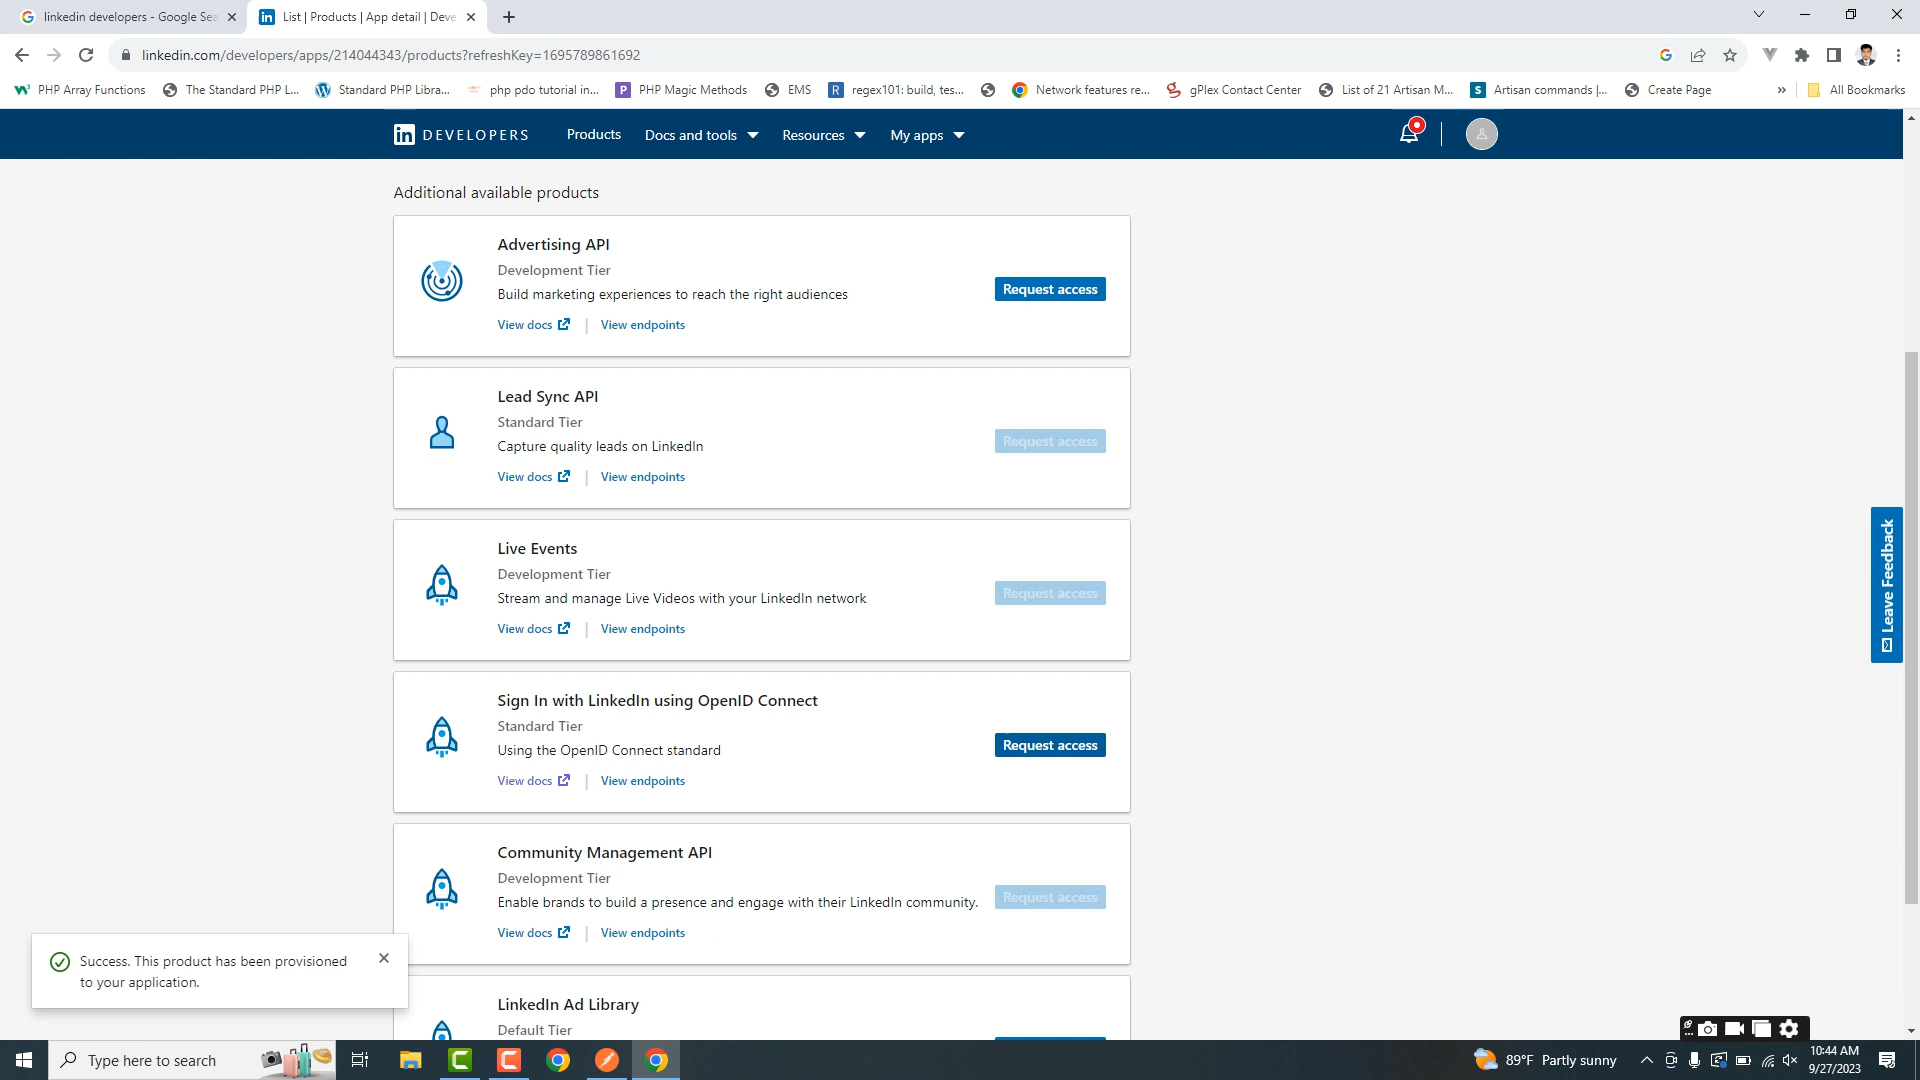 linkedin developers - Google Sea
List | Products | App detail | Deve
linkedin.com/developers/apps/214044343/products?refreshKey=1695789861692
PHP Array Functions
The Standard PHP L...
Standard PHP Libra...
php pdo tutorial in...
PHP Magic Methods
EMS
regex101: build, tes...
Network features re...
gPlex Contact Center
List of 21 Artisan M...
Artisan commands |...
Create Page
»
All Bookmarks
in DEVELOPERS
Products
Docs and tools
Resources
My apps
Additional available products
Advertising API
Development Tier
Build marketing experiences to reach the right audiences
Request access
View docs | View endpoints
Lead Sync API
Standard Tier
Capture quality leads on LinkedIn
Request access
View docs | View endpoints
Live Events
Development Tier
Stream and manage Live Videos with your LinkedIn network
Request access
View docs | View endpoints
Leave Feedback
Sign In with LinkedIn using OpenID Connect
Standard Tier
Using the OpenID Connect standard
Request access
View docs | View endpoints
Community Management API
Development Tier
Enable brands to build a presence and engage with their LinkedIn community.
Request access
View docs | View endpoints
Success. This product has been provisioned
to your application.
LinkedIn Ad Library
Default Tier
Type here to search
89°F Partly sunny
10:44 AM
9/27/2023